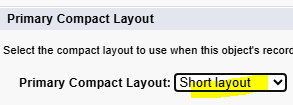 Primary Compact Layout
Select the compact layout to use when this object's record
Primary Compact Layout: Short layout